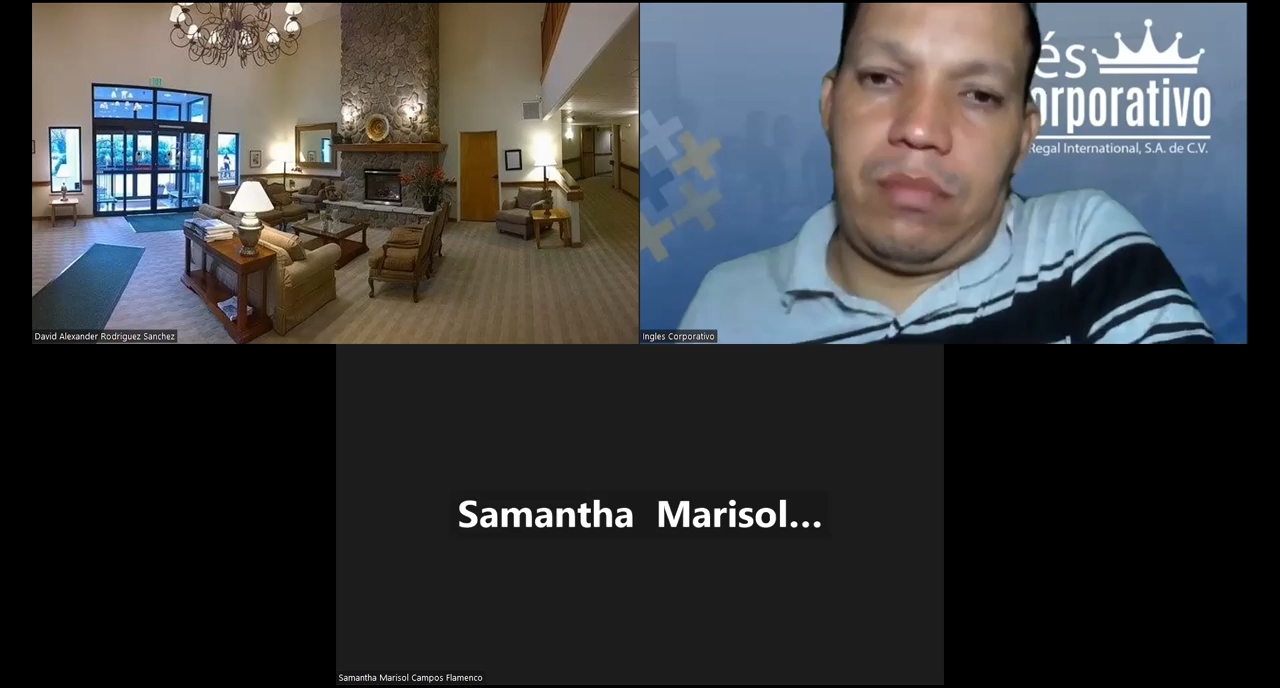 és
orporativo
Regal International, S.A. de C.V.
David Alexander Rodriguez Sanchez
Ingles Corporativo
Samantha Marisol...
Samantha Marisol Campos Flamenco